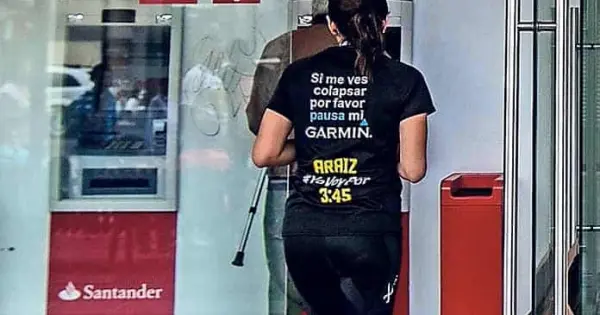 Si me ves
colapsar
por favor
pausa mi
GARMIN.
ARAIZ
#YoVoyPor
3:45
Santander